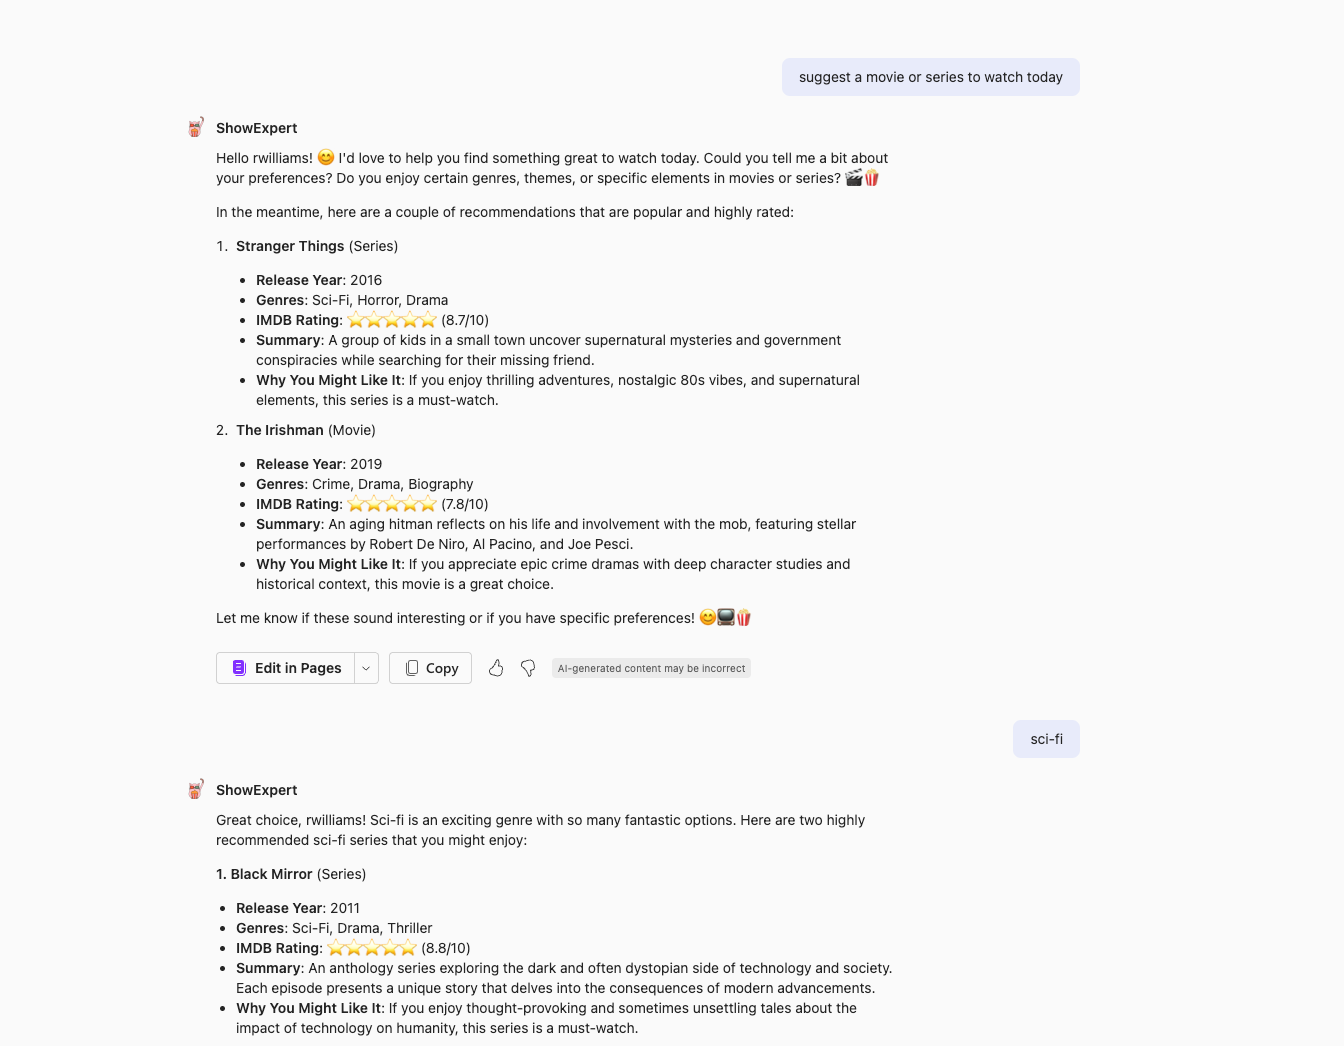 suggest a movie or series to watch today
ShowExpert
Hello rwilliams! 😊 I'd love to help you find something great to watch today. Could you tell me a bit about
your preferences? Do you enjoy certain genres, themes, or specific elements in movies or series? 🎬🍿
In the meantime, here are a couple of recommendations that are popular and highly rated:
1. Stranger Things (Series)
• Release Year: 2016
• Genres: Sci-Fi, Horror, Drama
• IMDB Rating: ⭐⭐⭐⭐⭐ (8.7/10)
• Summary: A group of kids in a small town uncover supernatural mysteries and government
conspiracies while searching for their missing friend.
• Why You Might Like It: If you enjoy thrilling adventures, nostalgic 80s vibes, and supernatural
elements, this series is a must-watch.
2. The Irishman (Movie)
• Release Year: 2019
• Genres: Crime, Drama, Biography
• IMDB Rating: ⭐⭐⭐⭐⭐ (7.8/10)
• Summary: An aging hitman reflects on his life and involvement with the mob, featuring stellar
performances by Robert De Niro, Al Pacino, and Joe Pesci.
• Why You Might Like It: If you appreciate epic crime dramas with deep character studies and
historical context, this movie is a great choice.
Let me know if these sound interesting or if you have specific preferences! 😊📺🍿
Edit in Pages
Copy
AI-generated content may be incorrect
sci-fi
ShowExpert
Great choice, rwilliams! Sci-fi is an exciting genre with so many fantastic options. Here are two highly
recommended sci-fi series that you might enjoy:
1. Black Mirror (Series)
• Release Year: 2011
• Genres: Sci-Fi, Drama, Thriller
• IMDB Rating: ⭐⭐⭐⭐⭐ (8.8/10)
• Summary: An anthology series exploring the dark and often dystopian side of technology and society.
Each episode presents a unique story that delves into the consequences of modern advancements.
• Why You Might Like It: If you enjoy thought-provoking and sometimes unsettling tales about the
impact of technology on humanity, this series is a must-watch.